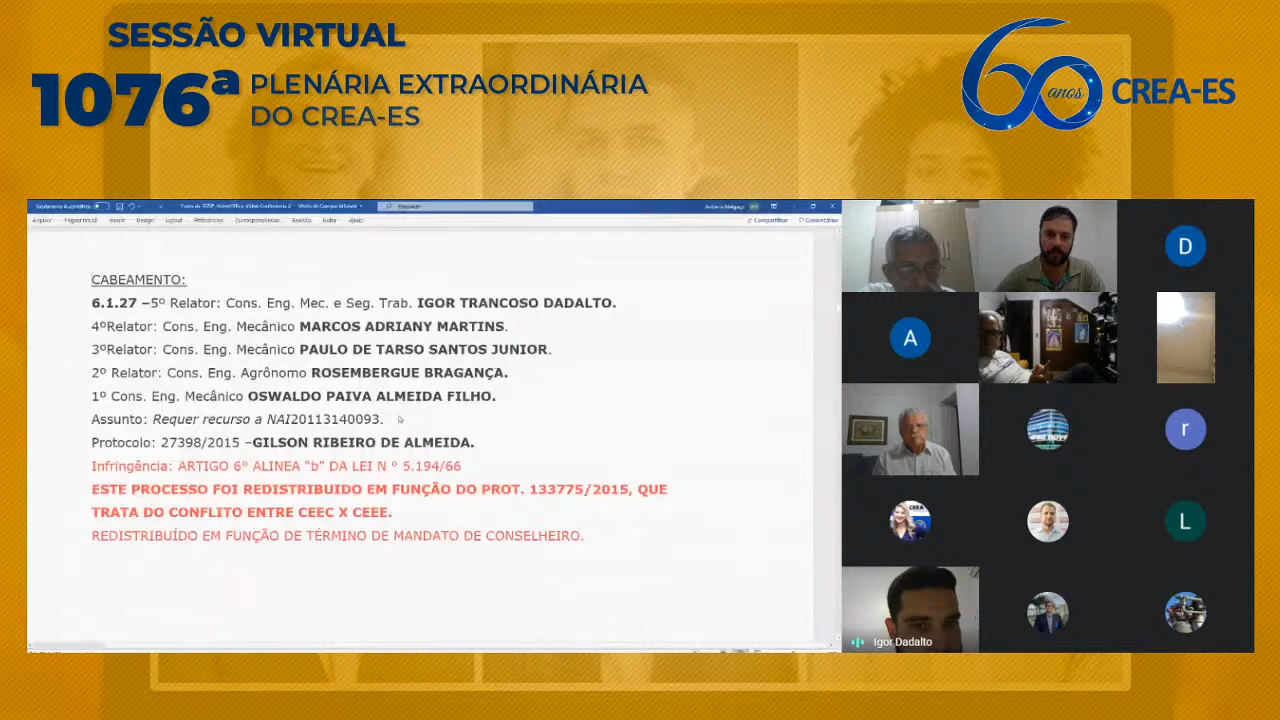 SESSÃO VIRTUAL
1076ª PLENÁRIA EXTRAORDINÁRIA
DO CREA-ES
60 anos CREA-ES
CABEAMENTO:
6.1.27 –5º Relator: Cons. Eng. Mec. e Seg. Trab. IGOR TRANCOSO DADALTO.
4ºRelator: Cons. Eng. Mecânico MARCOS ADRIANY MARTINS.
3ºRelator: Cons. Eng. Mecânico PAULO DE TARSO SANTOS JUNIOR.
2º Relator: Cons. Eng. Agrônomo ROSEMBERGUE BRAGANÇA.
1º Cons. Eng. Mecânico OSWALDO PAIVA ALMEIDA FILHO.
Assunto: Requer recurso a NAI20113140093.
Protocolo: 27398/2015 –GILSON RIBEIRO DE ALMEIDA.
Infringência: ARTIGO 6° ALINEA “b” DA LEI N ° 5.194/66
ESTE PROCESSO FOI REDISTRIBUIDO EM FUNÇÃO DO PROT. 133775/2015, QUE
TRATA DO CONFLITO ENTRE CEEC X CEEE.
REDISTRIBUÍDO EM FUNÇÃO DE TÉRMINO DE MANDATO DE CONSELHEIRO.
D
A
r
L
CREA
Igor Dadalto